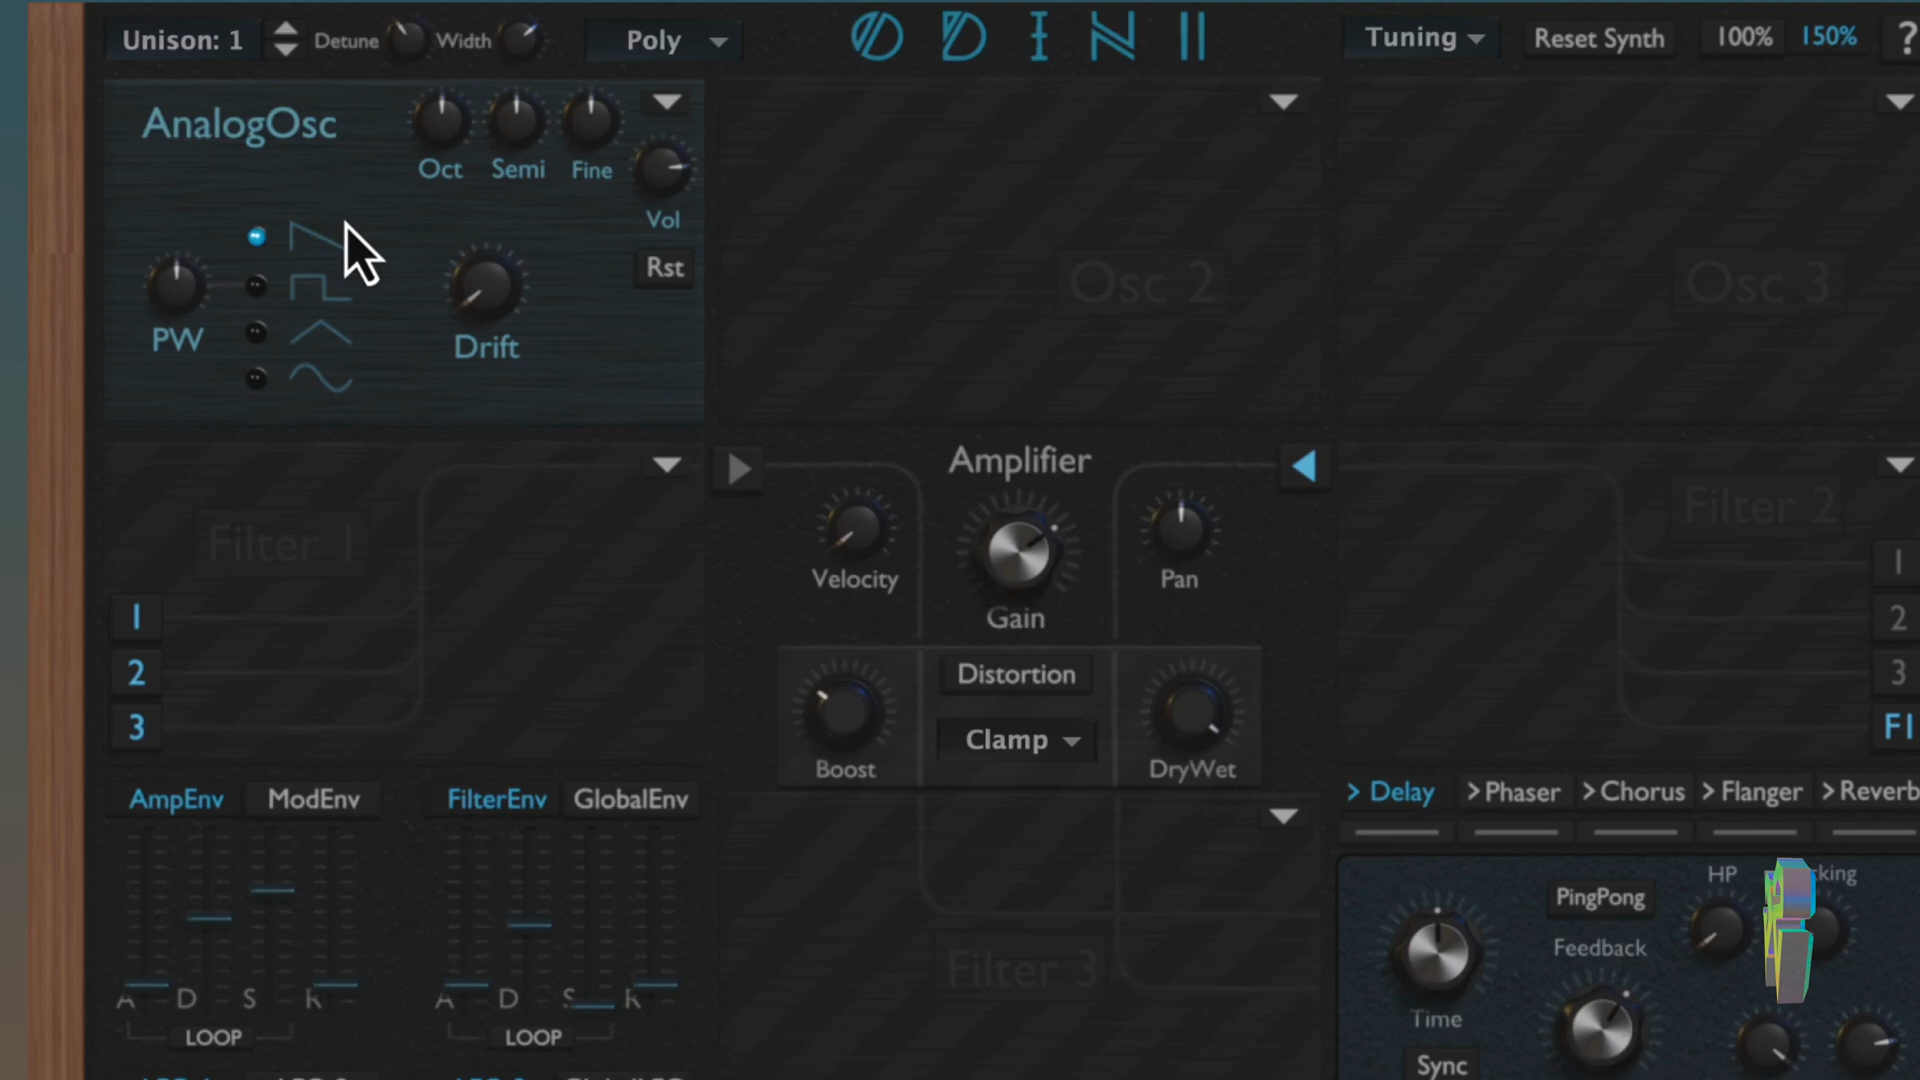 Unison: 1
Detune
Width
Poly
ODIN II
Tuning
Reset Synth
100%
150%
?
AnalogOsc
Oct
Semi
Fine
Vol
Rst
PW
Drift
Osc 2
Osc 3
Amplifier
Velocity
Gain
Pan
Filter 1
Filter 2
1
2
3
1
2
3
F1
Distortion
Clamp
Boost
DryWet
AmpEnv
ModEnv
FilterEnv
GlobalEnv
> Delay
> Phaser
> Chorus
> Flanger
> Reverb
A D S R
A D S R
LOOP
LOOP
Filter 3
HP
PingPong
Feedback
Time
Sync